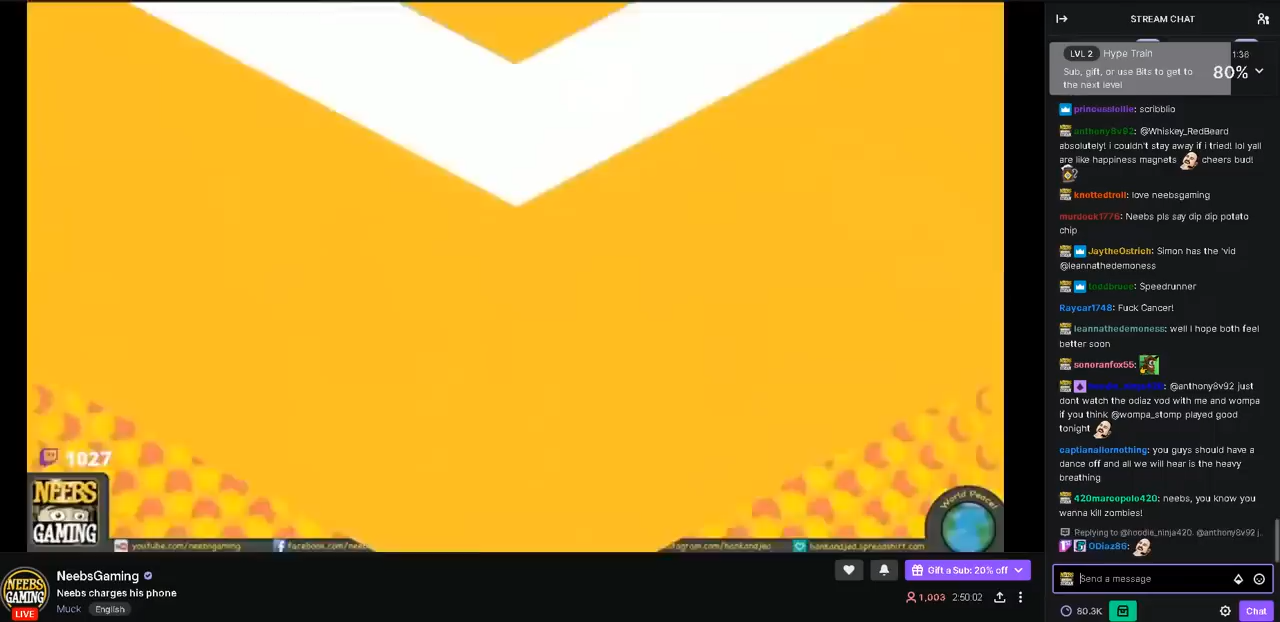 STREAM CHAT
LVL 2 Hype Train
1:36
Sub, gift, or use Bits to get to
the next level
80%
princesslollie: scribblio
anthony8v92: @Whiskey_RedBeard
absolutely! i couldn't stay away if i tried! lol yall
are like happiness magnets cheers bud!
knottedtroll: love neebsgaming
murdock1776: Neebs pls say dip dip potato
chip
JaytheOstrich: Simon has the 'vid
@leannathedemoness
toddbruce: Speedrunner
Raycar1748: Fuck Cancer!
leannathedemoness: well I hope both feel
better soon
sonoranfox55:
hoodie_ninja420: @anthony8v92 just
dont watch the odiaz vod with me and wompa
if you think @wompa_stomp played good
tonight
captianallornothing: you guys should have a
dance off and all we will hear is the heavy
breathing
420marcopolo420: neebs, you know you
wanna kill zombies!
Replying to @hoodie_ninja420: @anthony8v92 j...
ODiaz86:
Send a message
80.3K
Chat
1027
NEEBS
GAMING
World Peace!
youtube.com/neebsgaming
facebook.com/neeb
stagram.com/hankandjed
hankandjed.spreadshirt.com
NEEBS
GAMING
LIVE
NeebsGaming
Neebs charges his phone
Muck English
Gift a Sub: 20% off
1,003 2:50:02